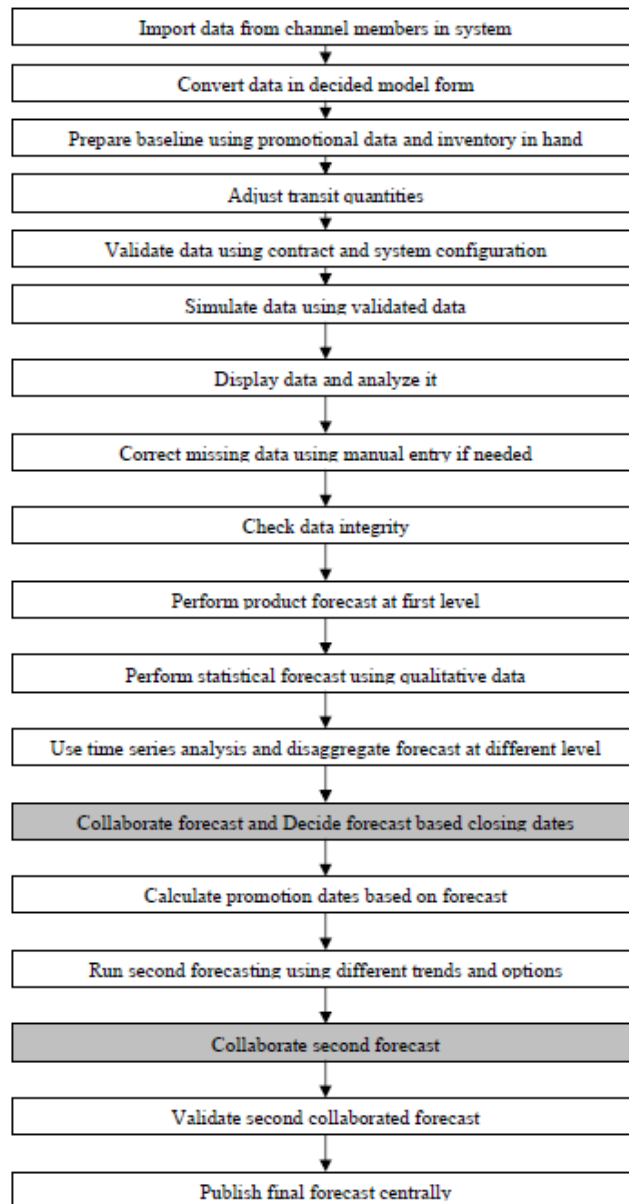 Import data from channel members in system
Convert data in decided model form
Prepare baseline using promotional data and inventory in hand
Adjust transit quantities
Validate data using contract and system configuration
Simulate data using validated data
Display data and analyze it
Correct missing data using manual entry if needed
Check data integrity
Perform product forecast at first level
Perform statistical forecast using qualitative data
Use time series analysis and disaggregate forecast at different level
Collaborate forecast and Decide forecast based closing dates
Calculate promotion dates based on forecast
Run second forecasting using different trends and options
Collaborate second forecast
Validate second collaborated forecast
Publish final forecast centrally